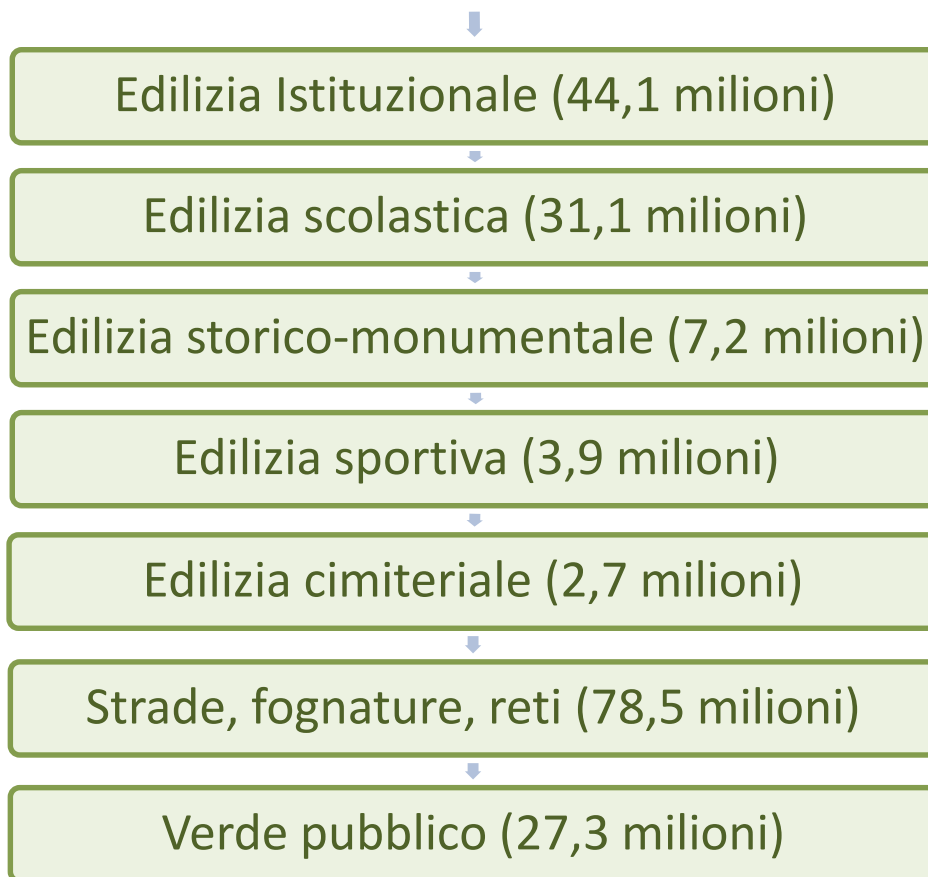 Edilizia Istituzionale (44,1 milioni)
Edilizia scolastica (31,1 milioni)
Edilizia storico-monumentale (7,2 milioni)
Edilizia sportiva (3,9 milioni)
Edilizia cimiteriale (2,7 milioni)
Strade, fognature, reti (78,5 milioni)
Verde pubblico (27,3 milioni)